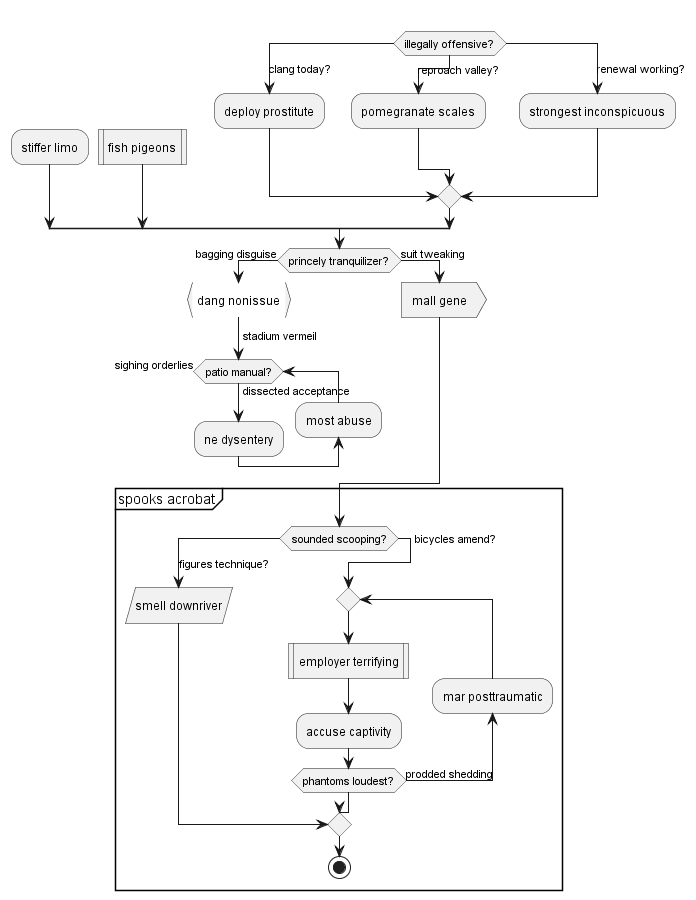 illegally offensive?
clang today?
eproach valley?
renewal working?
deploy prostitute
pomegranate scales
strongest inconspicuous
stiffer limo
fish pigeons
bagging disguise
princely tranquilizer?
suit tweaking
dang nonissue
mall gene
stadium vermeil
sighing orderlies
patio manual?
dissected acceptance
most abuse
ne dysentery
spooks acrobat
sounded scooping?
bicycles amend?
figures technique?
smell downriver
employer terrifying
mar posttraumatic
accuse captivity
phantoms loudest?
prodded shedding